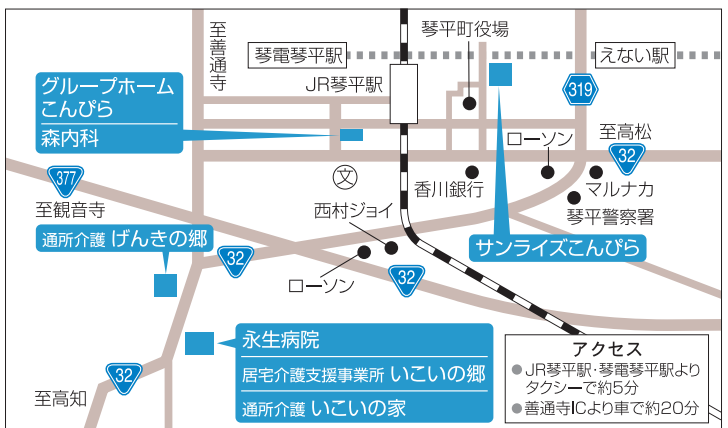 至善通寺
琴電琴平駅
琴平町役場
えない駅
JR琴平駅
グループホーム
こんぴら
森内科
319
至高松
ローソン
32
377
文
香川銀行
マルナカ
至観音寺
琴平警察署
西村ジョイ
通所介護 げんきの郷
サンライズこんぴら
32
ローソン
32
永生病院
居宅介護支援事業所 いこいの郷
通所介護 いこいの家
32
至高知
アクセス
●JR琴平駅・琴電琴平駅より
タクシーで約5分
●善通寺ICより車で約20分